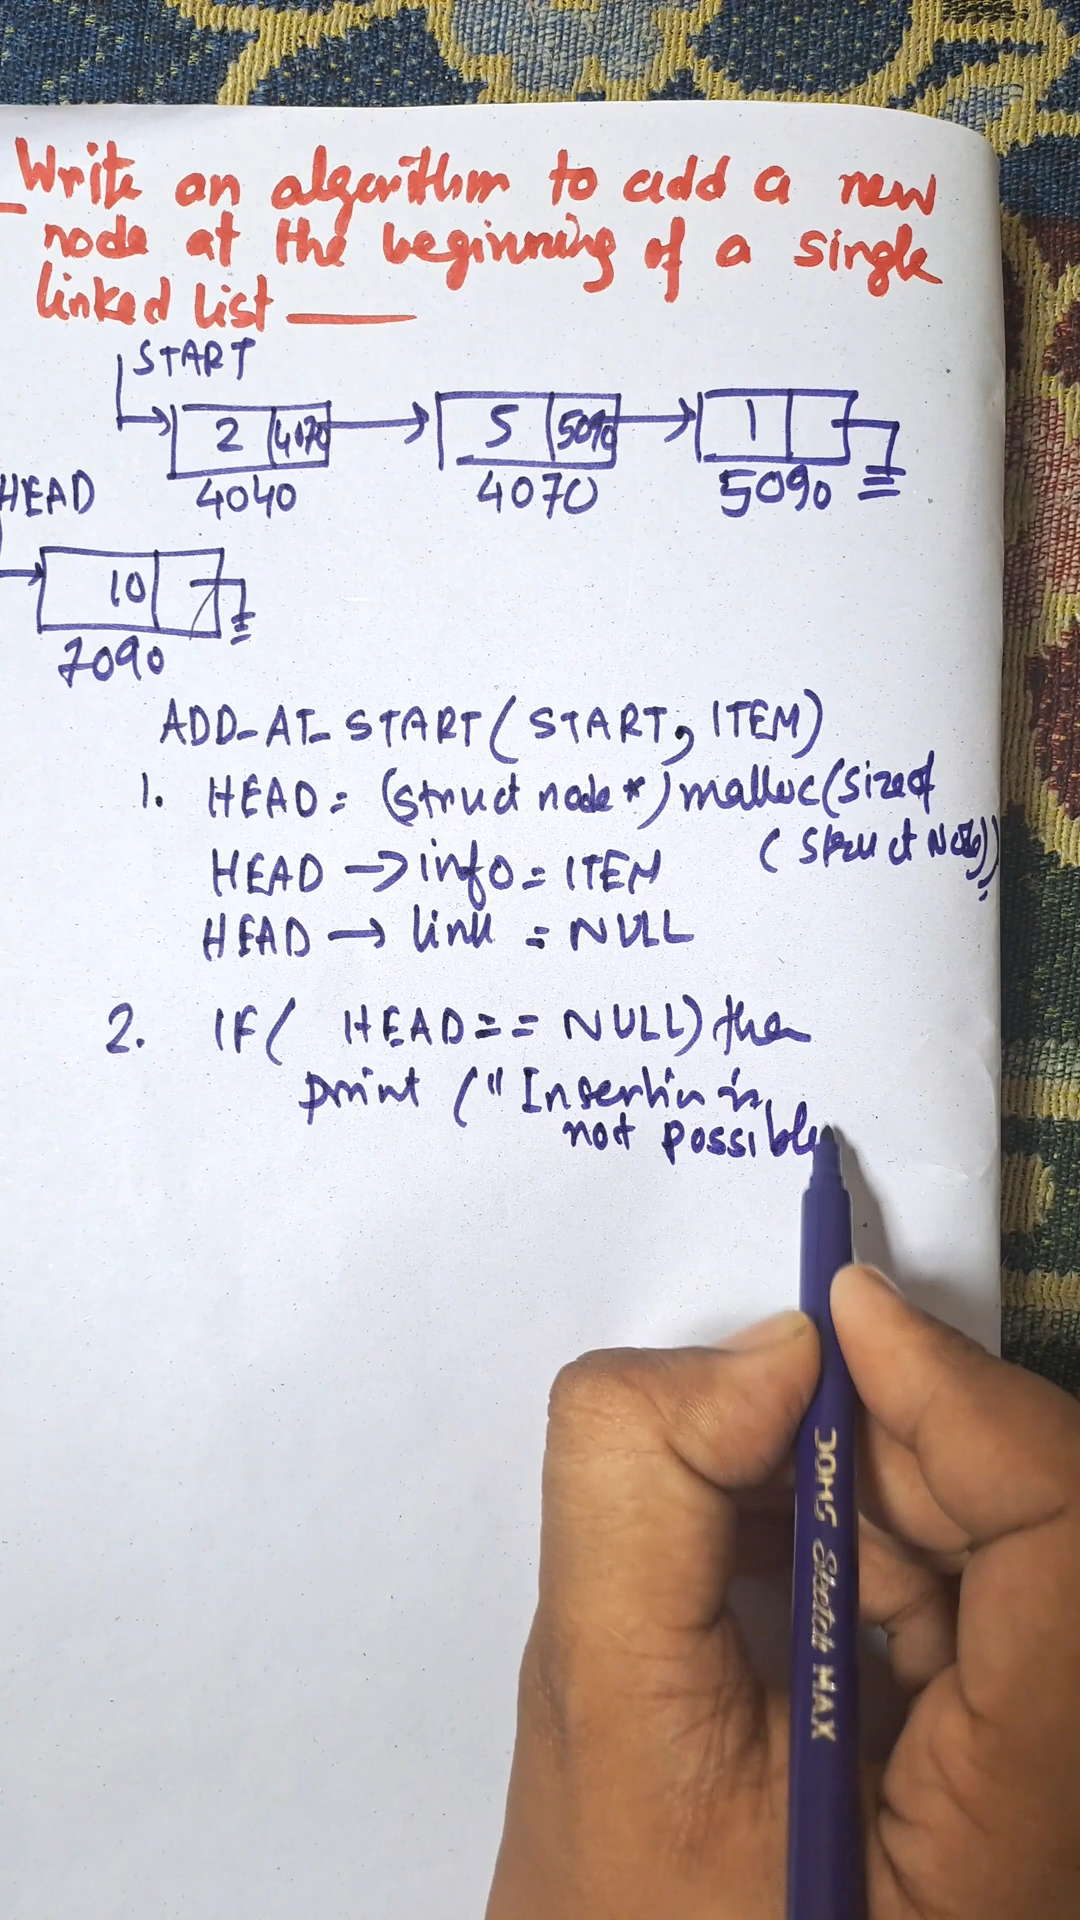 Write an algorithm to add a new
node at the beginning of a single
linked list
START
2 4070
5 5090
1
HEAD
4040
4070
5090
10
7090
ADD-AT-START(START, ITEM)
1. HEAD = (struct node*)malloc(sizeof
(struct Node));
HEAD → info = ITEM
HEAD → link = NULL
2. IF( HEAD == NULL) then
print ("Insertion is
not possible
DOMS Sketch MAX